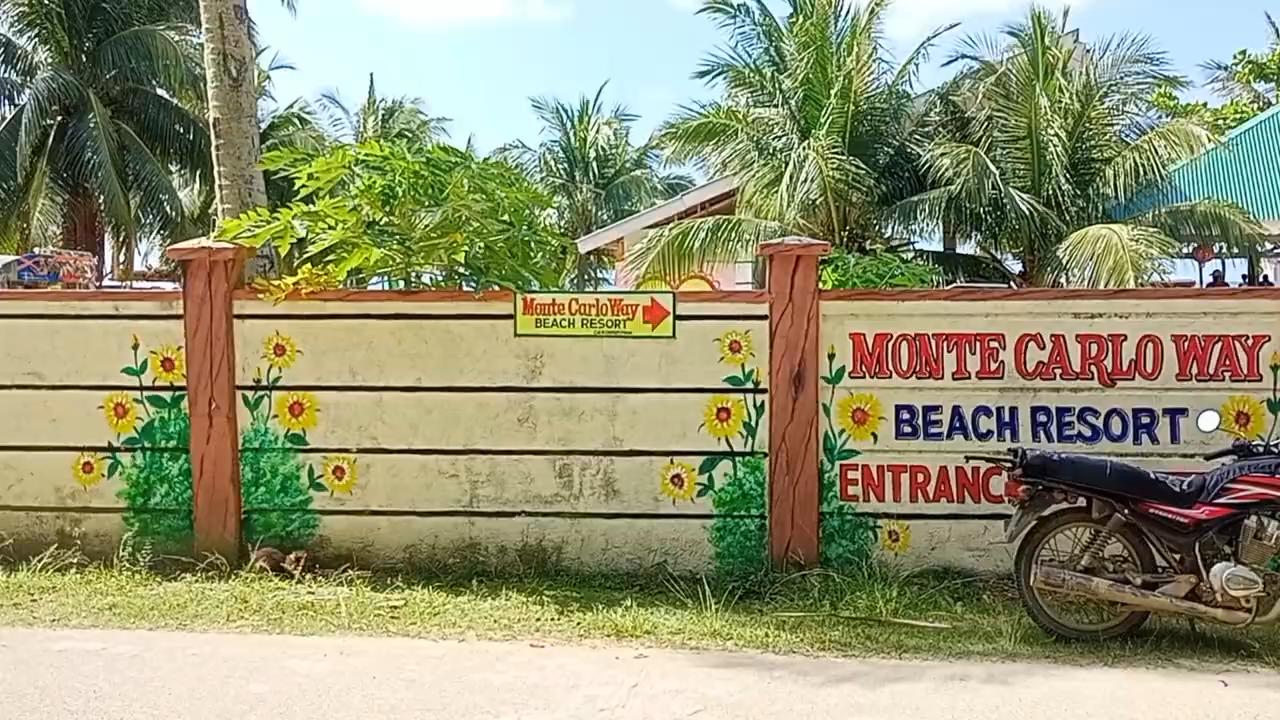 Monte Carlo Way
BEACH RESORT
MONTE CARLO WAY
BEACH RESORT
ENTRANC